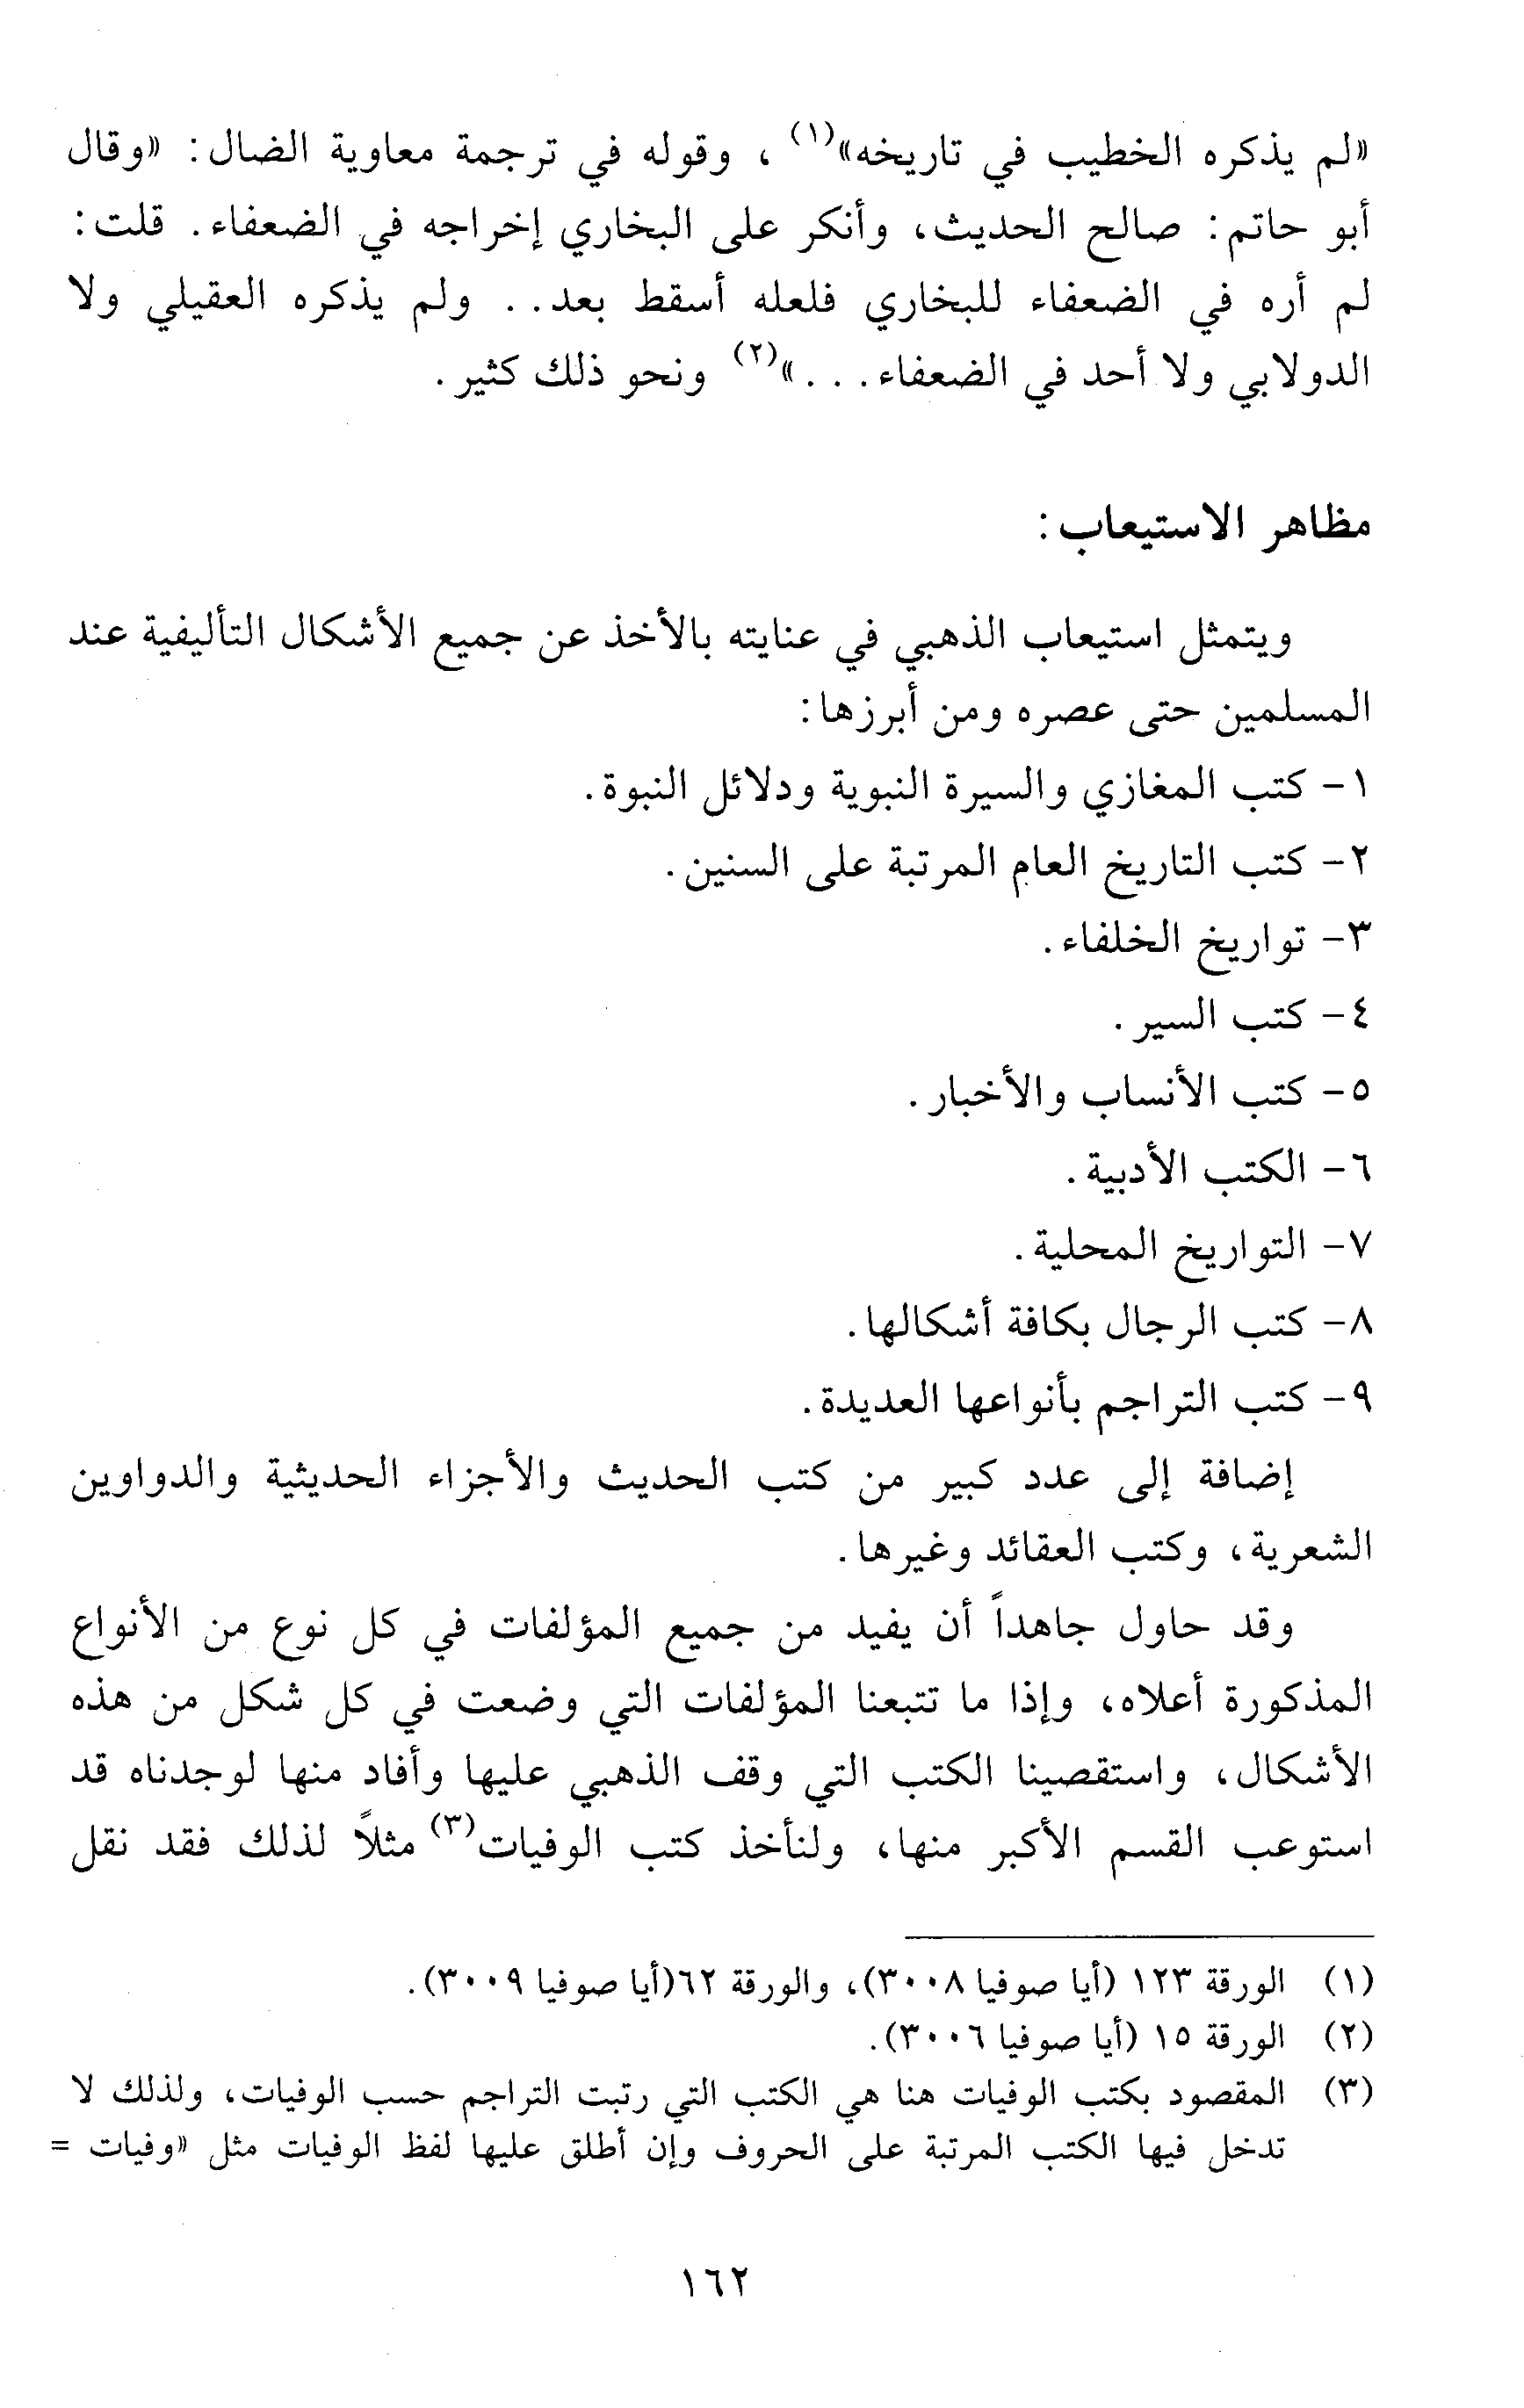 «لم يذكره الخطيب في تاريخه»(١) ، وقوله في ترجمة معاوية الضال: «وقال
أبو حاتم: صالح الحديث، وأنكر على البخاري إخراجه في الضعفاء. قلت:
لم أره في الضعفاء للبخاري فلعله أسقط بعد.. ولم يذكره العقيلي ولا
الدولابي ولا أحد في الضعفاء...»(٢) ونحو ذلك كثير.
مظاهر الاستيعاب:
ويتمثل استيعاب الذهبي في عنايته بالأخذ عن جميع الأشكال التأليفية عند
المسلمين حتى عصره ومن أبرزها:
١- كتب المغازي والسيرة النبوية ودلائل النبوة.
٢- كتب التاريخ العام المرتبة على السنين.
٣- تواريخ الخلفاء.
٤- كتب السير.
٥- كتب الأنساب والأخبار.
٦- الكتب الأدبية.
٧- التواريخ المحلية.
٨- كتب الرجال بكافة أشكالها.
٩- كتب التراجم بأنواعها العديدة.
إضافة إلى عدد كبير من كتب الحديث والأجزاء الحديثية والدواوين
الشعرية، وكتب العقائد وغيرها.
وقد حاول جاهداً أن يفيد من جميع المؤلفات في كل نوع من الأنواع
المذكورة أعلاه، وإذا ما تتبعنا المؤلفات التي وضعت في كل شكل من هذه
الأشكال، واستقصينا الكتب التي وقف الذهبي عليها وأفاد منها لوجدناه قد
استوعب القسم الأكبر منها، ولنأخذ كتب الوفيات(٣) مثلاً لذلك فقد نقل
(١) الورقة ١٢٣ (أيا صوفيا ٣٠٠٨)، والورقة ٦٢(أيا صوفيا ٣٠٠٩).
(٢) الورقة ١٥ (أيا صوفيا ٣٠٠٦).
(٣) المقصود بكتب الوفيات هنا هي الكتب التي رتبت التراجم حسب الوفيات، ولذلك لا
تدخل فيها الكتب المرتبة على الحروف وإن أطلق عليها لفظ الوفيات مثل «وفيات =
١٦٢